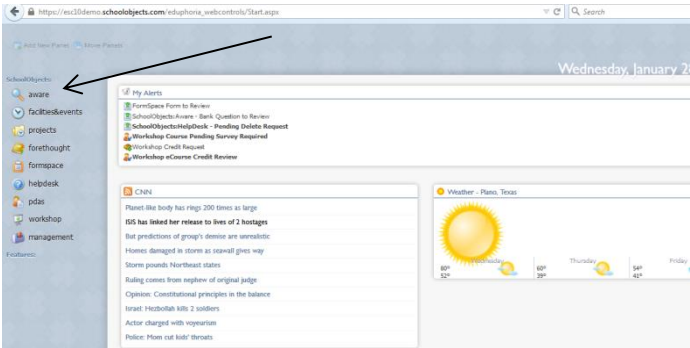 https://esc10demo.schoolobjects.com/eduphoria_webcontrols/Start.aspx
Search
Add New Panel Move Panels
Wednesday, January 2
SchoolObjects:
aware
facilities&events
projects
forethought
formspace
helpdesk
pdas
workshop
management
Features:
My Alerts
FormSpace Form to Review
SchoolObjects:Aware - Bank Question to Review
SchoolObjects:HelpDesk - Pending Delete Request
Workshop Course Pending Survey Required
Workshop Credit Request
Workshop eCourse Credit Review
CNN
Planet-like body has rings 200 times as large
ISIS has linked her release to lives of 2 hostages
But predictions of group's demise are unrealistic
Homes damaged in storm as seawall gives way
Storm pounds Northeast states
Ruling comes from nephew of original judge
Opinion: Constitutional principles in the balance
Israel: Hezbollah kills 2 soldiers
Actor charged with voyeurism
Police: Mom cut kids' throats
Weather - Plano, Texas
Wednesday
80°
52°
Thursday
60°
39°
Friday
54°
41°